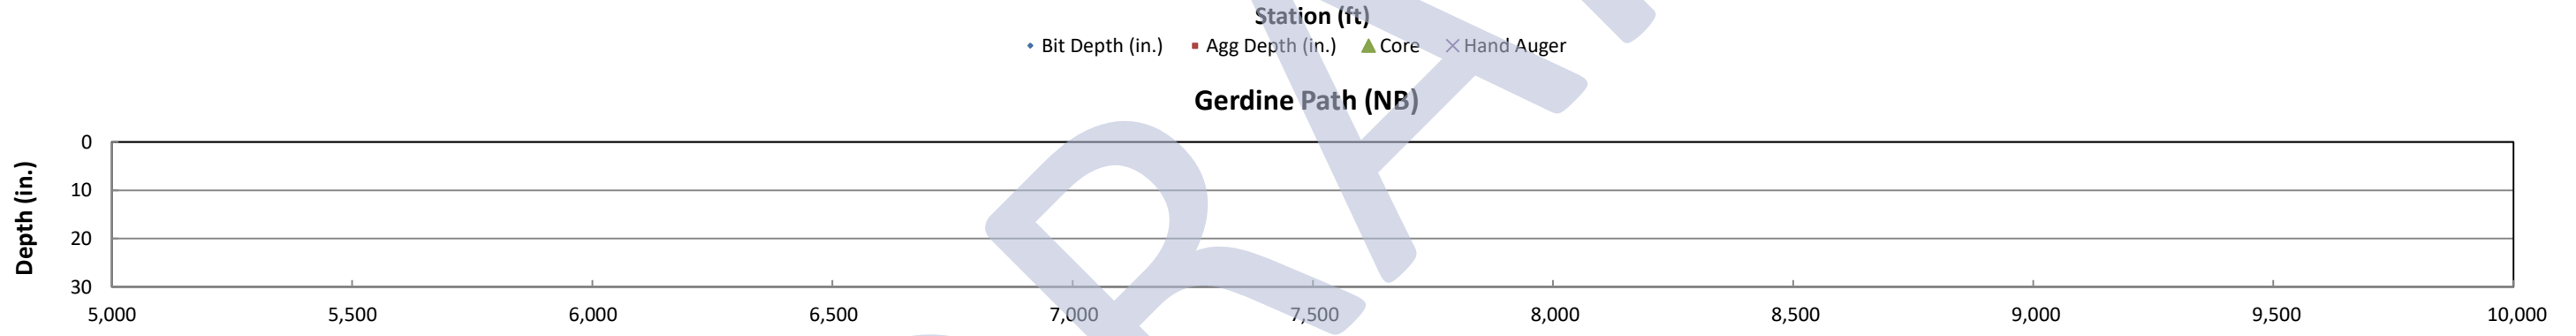 Station (ft)
Bit Depth (in.) Agg Depth (in.) Core Hand Auger
Gerdine Path (NB)
Depth (in.)
0
10
20
30
5,000 5,500 6,000 6,500 7,000 7,500 8,000 8,500 9,000 9,500 10,000